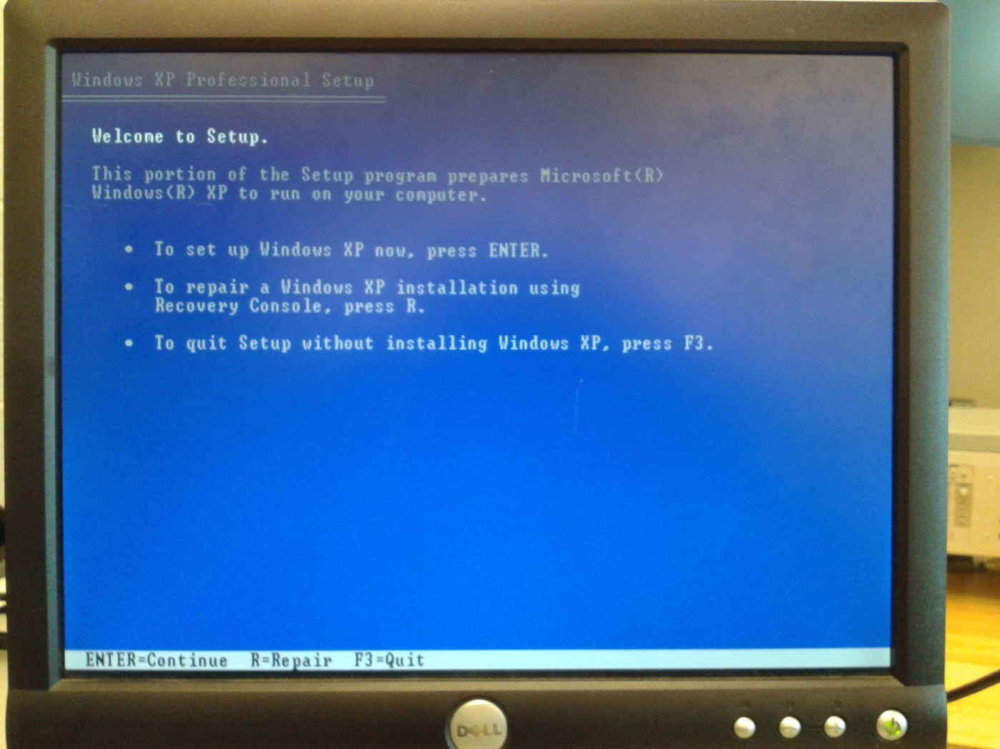 Windows XP Professional Setup
Welcome to Setup.
This portion of the Setup program prepares Microsoft(R)
Windows(R) XP to run on your computer.
• To set up Windows XP now, press ENTER.
• To repair a Windows XP installation using
Recovery Console, press R.
• To quit Setup without installing Windows XP, press F3.
ENTER=Continue R=Repair F3=Quit
DELL